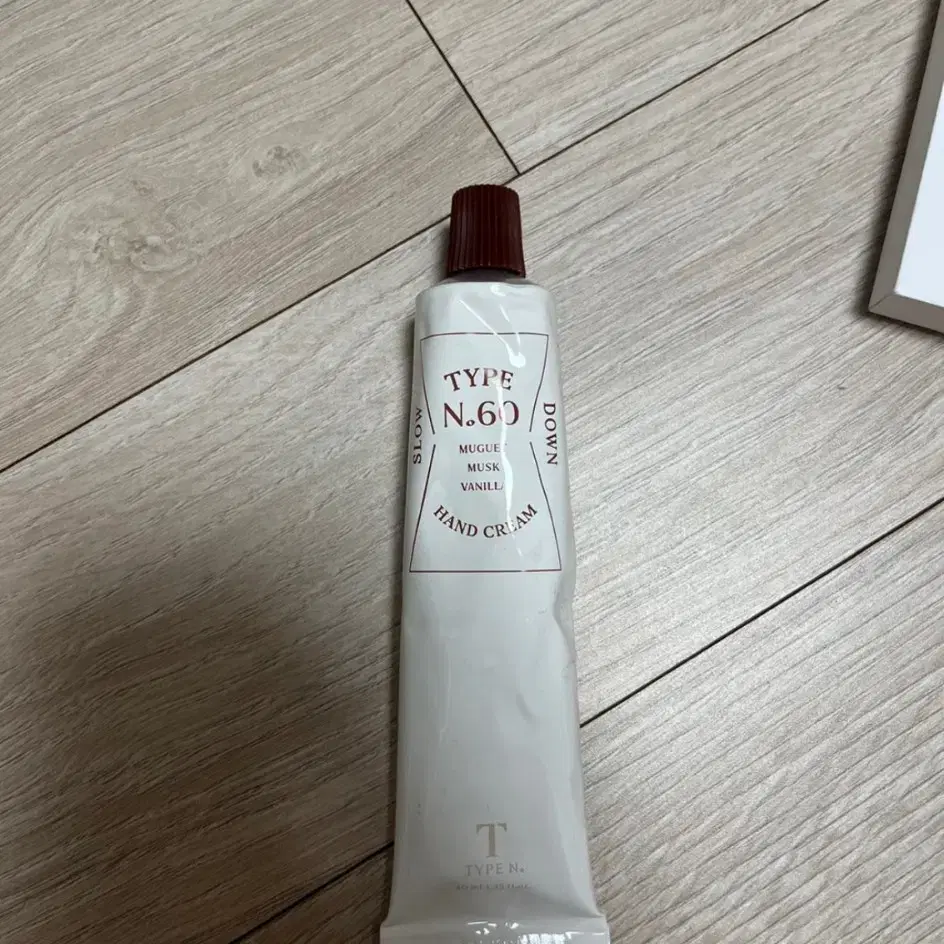 TYPE
N.60
SLOW
DOWN
MUGUET
MUSK
VANILLA
HAND CREAM
T
TYPE N.